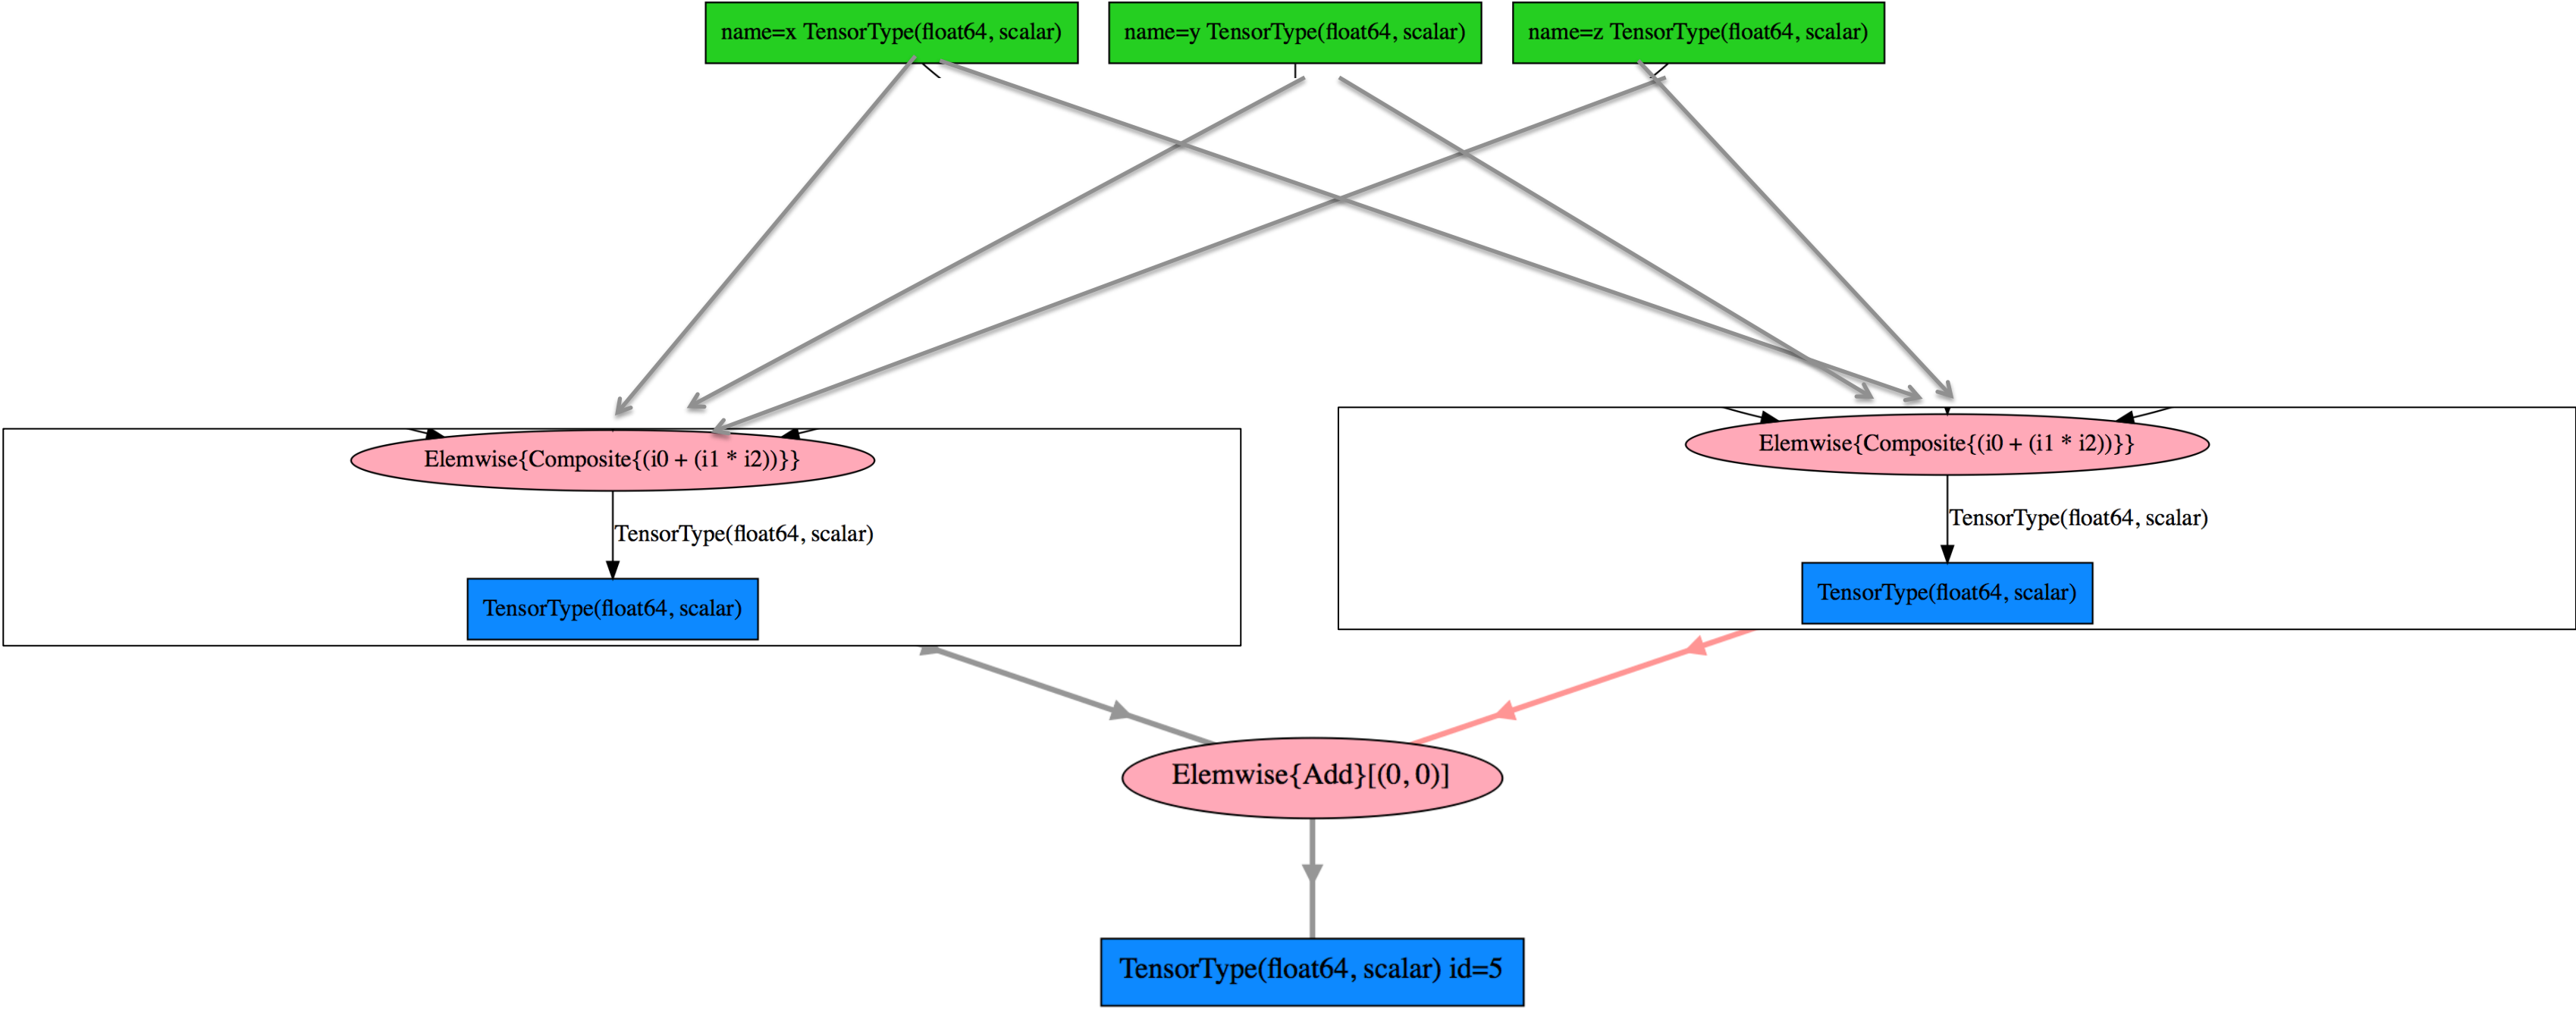 name=x TensorType(float64, scalar)
name=y TensorType(float64, scalar)
name=z TensorType(float64, scalar)
Elemwise{Composite{(i0 + (i1 * i2))}}
TensorType(float64, scalar)
TensorType(float64, scalar)
Elemwise{Composite{(i0 + (i1 * i2))}}
TensorType(float64, scalar)
TensorType(float64, scalar)
Elemwise{Add}[(0, 0)]
TensorType(float64, scalar) id=5